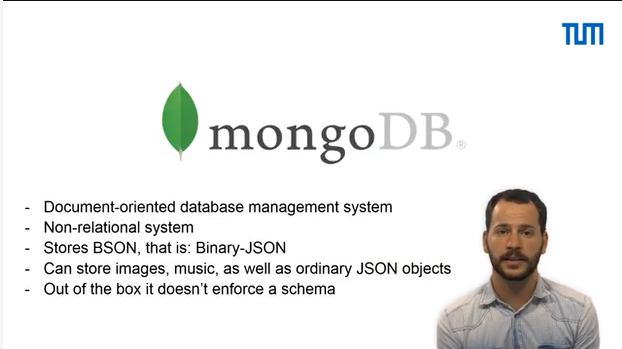 TUM
mongoDB®
- Document-oriented database management system
- Non-relational system
- Stores BSON, that is: Binary-JSON
- Can store images, music, as well as ordinary JSON objects
- Out of the box it doesn't enforce a schema